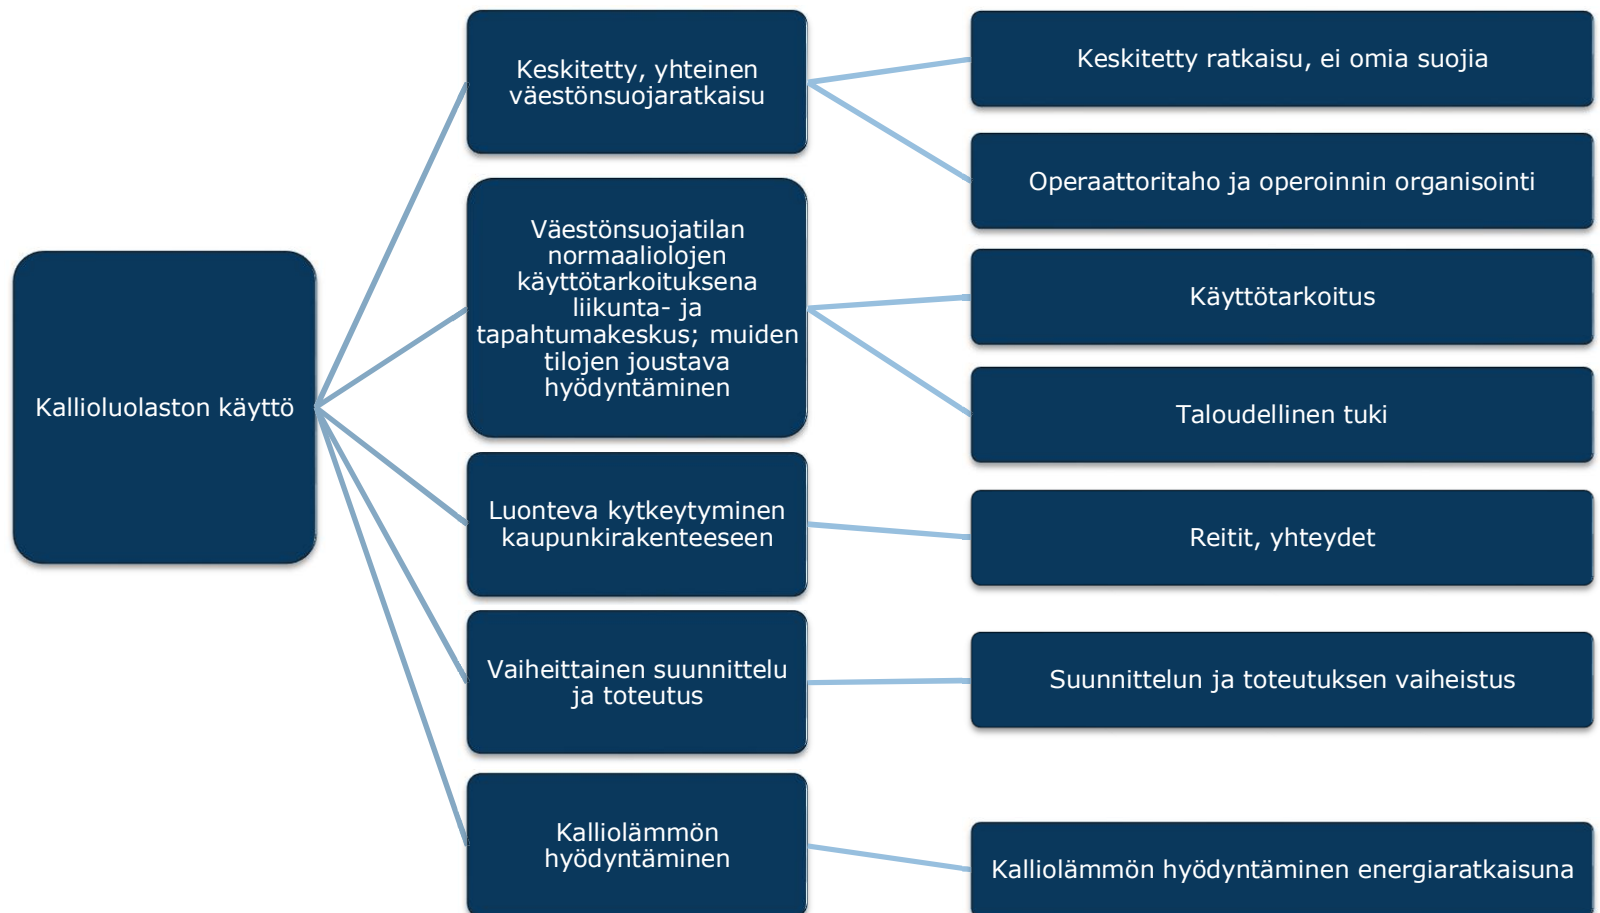 Kallioluolaston käyttö
Keskitetty, yhteinen
väestönsuojaratkaisu
Keskitetty ratkaisu, ei omia suojia
Operaattoritaho ja operoinnin organisointi
Väestönsuojatilan
normaaliolojen
käyttötarkoituksena
liikunta- ja
tapahtumakeskus; muiden
tilojen joustava
hyödyntäminen
Käyttötarkoitus
Taloudellinen tuki
Luonteva kytkeytyminen
kaupunkirakenteeseen
Reitit, yhteydet
Vaiheittainen suunnittelu
ja toteutus
Suunnittelun ja toteutuksen vaiheistus
Kalliolämmön
hyödyntäminen
Kalliolämmön hyödyntäminen energiaratkaisuna